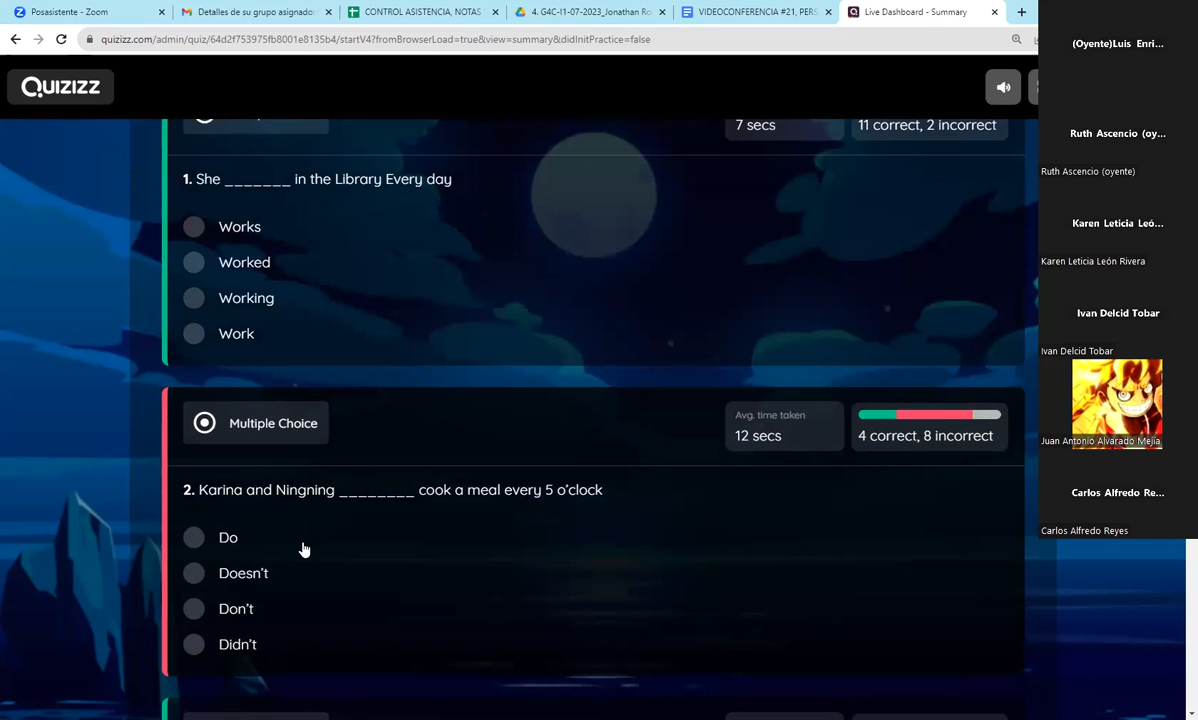 Posasistente - Zoom
Detalles de su grupo asignado:
CONTROL ASISTENCIA, NOTAS
4. G4C-I1-07-2023_Jonathan Ro
VIDEOCONFERENCIA #21, PERS
Live Dashboard - Summary
quizizz.com/admin/quiz/64d2f753975fb8001e8135b4/startV4?fromBrowserLoad=true&view=summary&didInitPractice=false
Quizizz
7 secs
11 correct, 2 incorrect
1. She _______ in the Library Every day
Works
Worked
Working
Work
Multiple Choice
Avg. time taken
12 secs
4 correct, 8 incorrect
2. Karina and Ningning ________ cook a meal every 5 o'clock
Do
Doesn't
Don't
Didn't
(Oyente)Luis Enri...
Ruth Ascencio (oy...
Ruth Ascencio (oyente)
Karen Leticia Leó...
Karen Leticia León Rivera
Ivan Delcid Tobar
Ivan Delcid Tobar
Juan Antonio Alvarado Mejía
Carlos Alfredo Re...
Carlos Alfredo Reyes